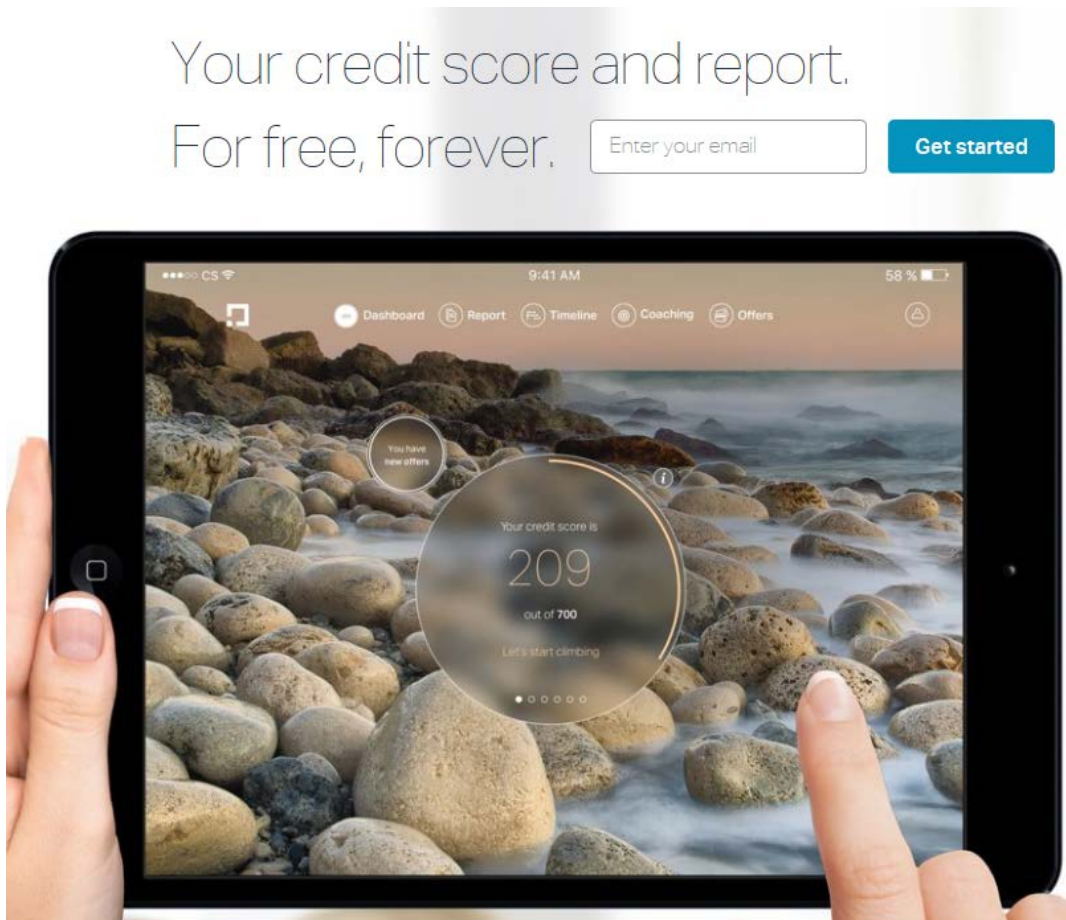 Your credit score and report.
For free, forever.
Enter your email
Get started
CS
9:41 AM
58 %
Dashboard
Report
Timeline
Coaching
Offers
You have
new offers
i
Your credit score is
209
out of 700
Let's start climbing